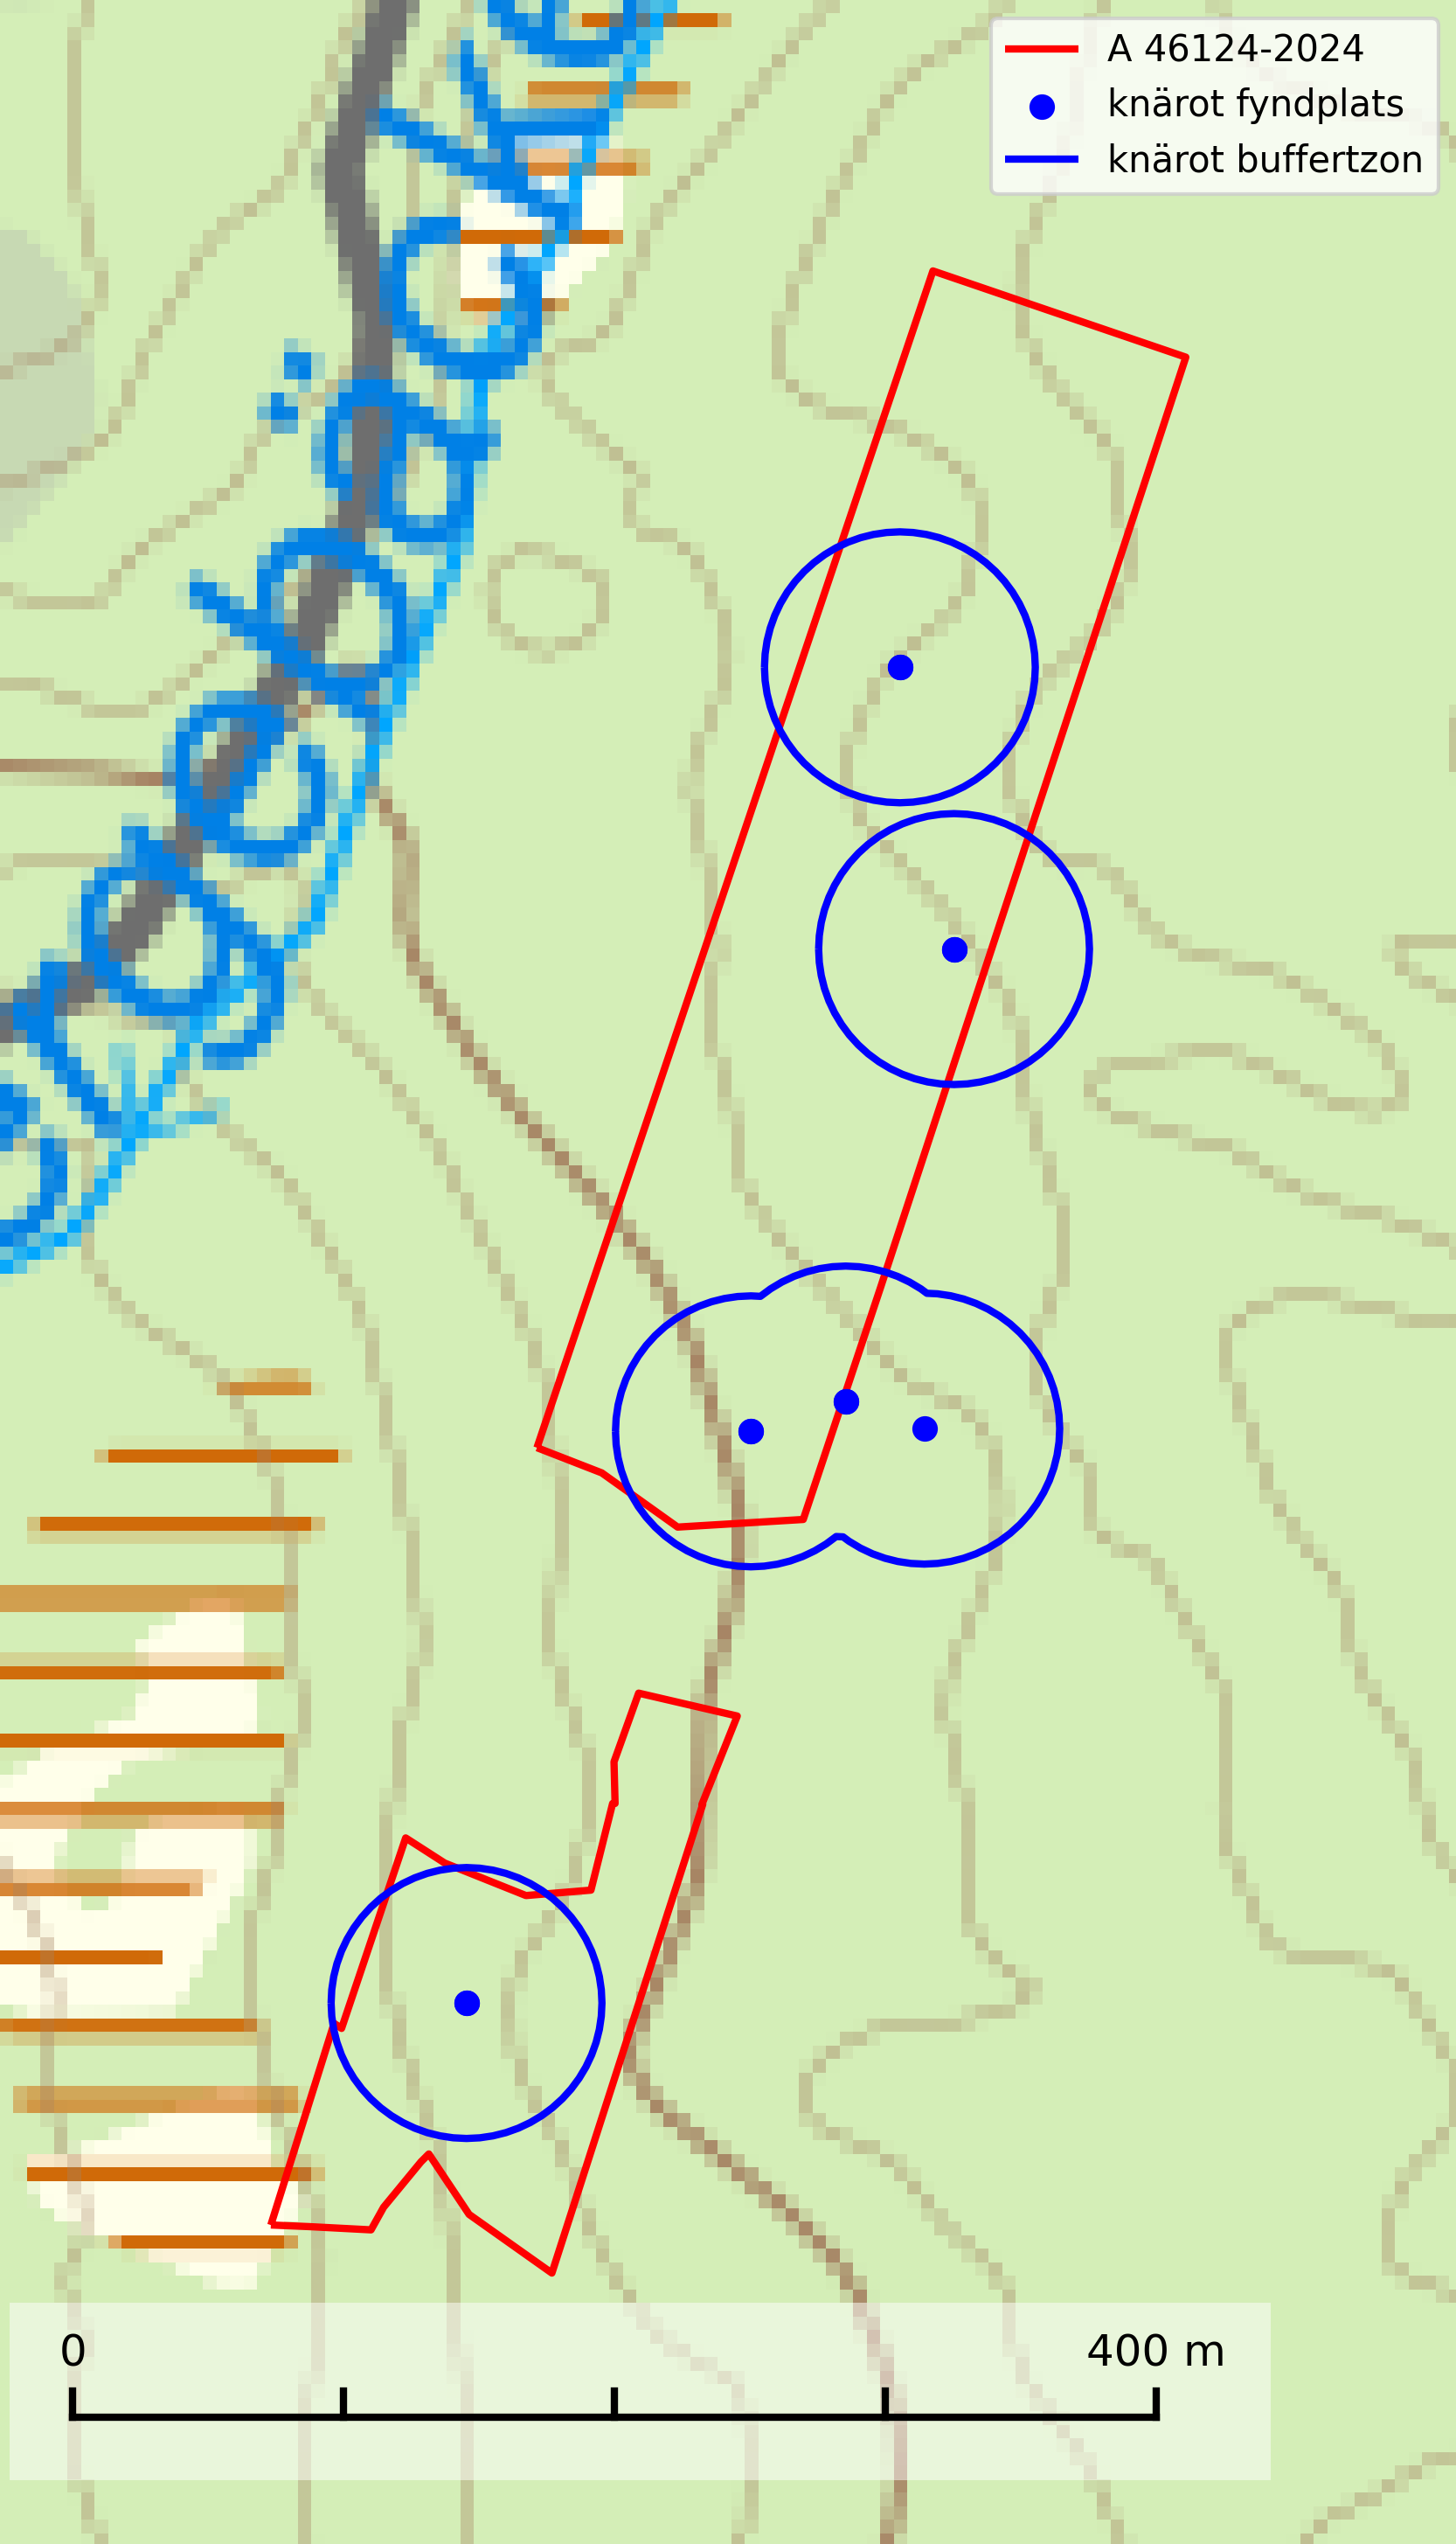 A 46124-2024
knärot fyndplats
knärot buffertzon
0
400 m